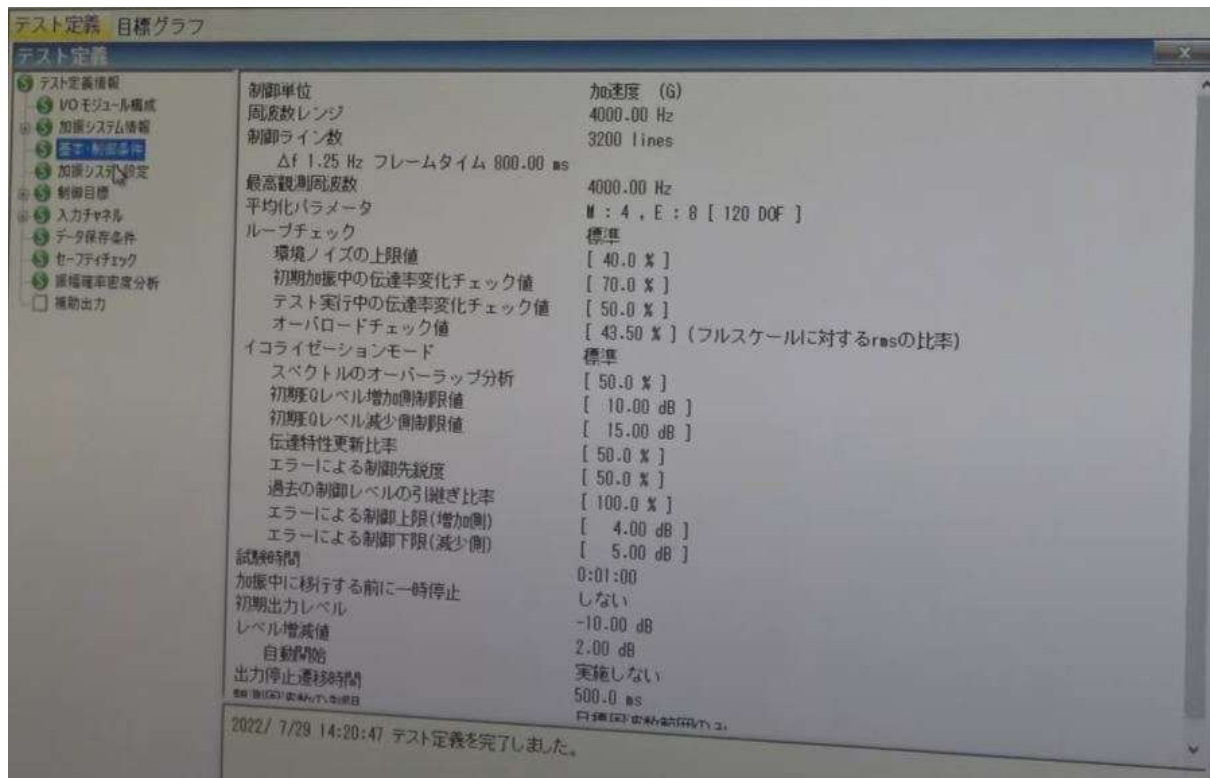 テスト定義 目標グラフ
テスト定義
テスト定義情報
I/Oモジュール構成
加振システム情報
基本・制御条件
加振システム設定
制御目標
入力チャネル
データ保存条件
セーフティチェック
振幅確率密度分析
補助出力
制御単位 加速度 (G)
周波数レンジ 4000.00 Hz
制御ライン数 3200 lines
Δf 1.25 Hz フレームタイム 800.00 ms
最高観測周波数 4000.00 Hz
平均化パラメータ M : 4 , E : 8 [ 120 DOF ]
ループチェック 標準
環境ノイズの上限値 [ 40.0 % ]
初期加振中の伝達率変化チェック値 [ 70.0 % ]
テスト実行中の伝達率変化チェック値 [ 50.0 % ]
オーバロードチェック値 [ 43.50 % ] (フルスケールに対するrmsの比率)
イコライゼーションモード 標準
スペクトルのオーバーラップ分析 [ 50.0 % ]
初期EQレベル増加側制限値 [ 10.00 dB ]
初期EQレベル減少側制限値 [ 15.00 dB ]
伝達特性更新比率 [ 50.0 % ]
エラーによる制御先鋭度 [ 50.0 % ]
過去の制御レベルの引継ぎ比率 [ 100.0 % ]
エラーによる制御上限(増加側) [ 4.00 dB ]
エラーによる制御下限(減少側) [ 5.00 dB ]
試験時間 0:01:00
加振中に移行する前に一時停止 しない
初期出力レベル -10.00 dB
レベル増減値 2.00 dB
自動開始 実施しない
出力停止遷移時間 500.0 ms
2022/ 7/29 14:20:47 テスト定義を完了しました。